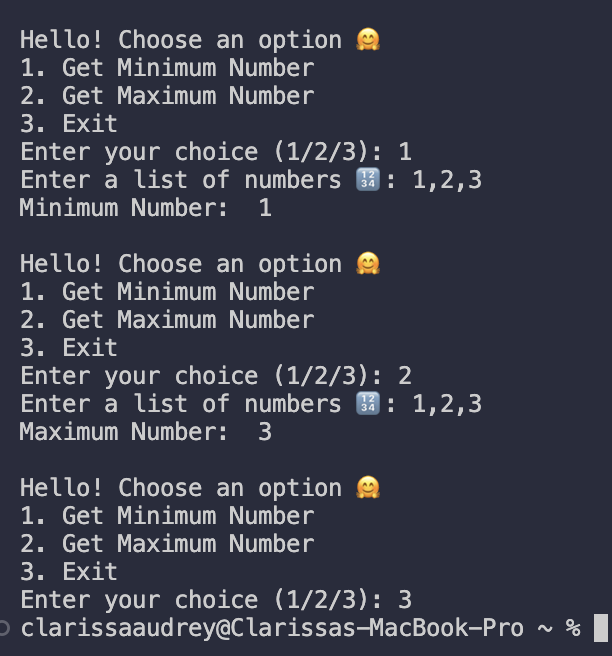 Hello! Choose an option 🤗
1. Get Minimum Number
2. Get Maximum Number
3. Exit
Enter your choice (1/2/3): 1
Enter a list of numbers 🔢: 1,2,3
Minimum Number:  1
Hello! Choose an option 🤗
1. Get Minimum Number
2. Get Maximum Number
3. Exit
Enter your choice (1/2/3): 2
Enter a list of numbers 🔢: 1,2,3
Maximum Number:  3
Hello! Choose an option 🤗
1. Get Minimum Number
2. Get Maximum Number
3. Exit
Enter your choice (1/2/3): 3
clarissaaudrey@Clarissas-MacBook-Pro ~ %